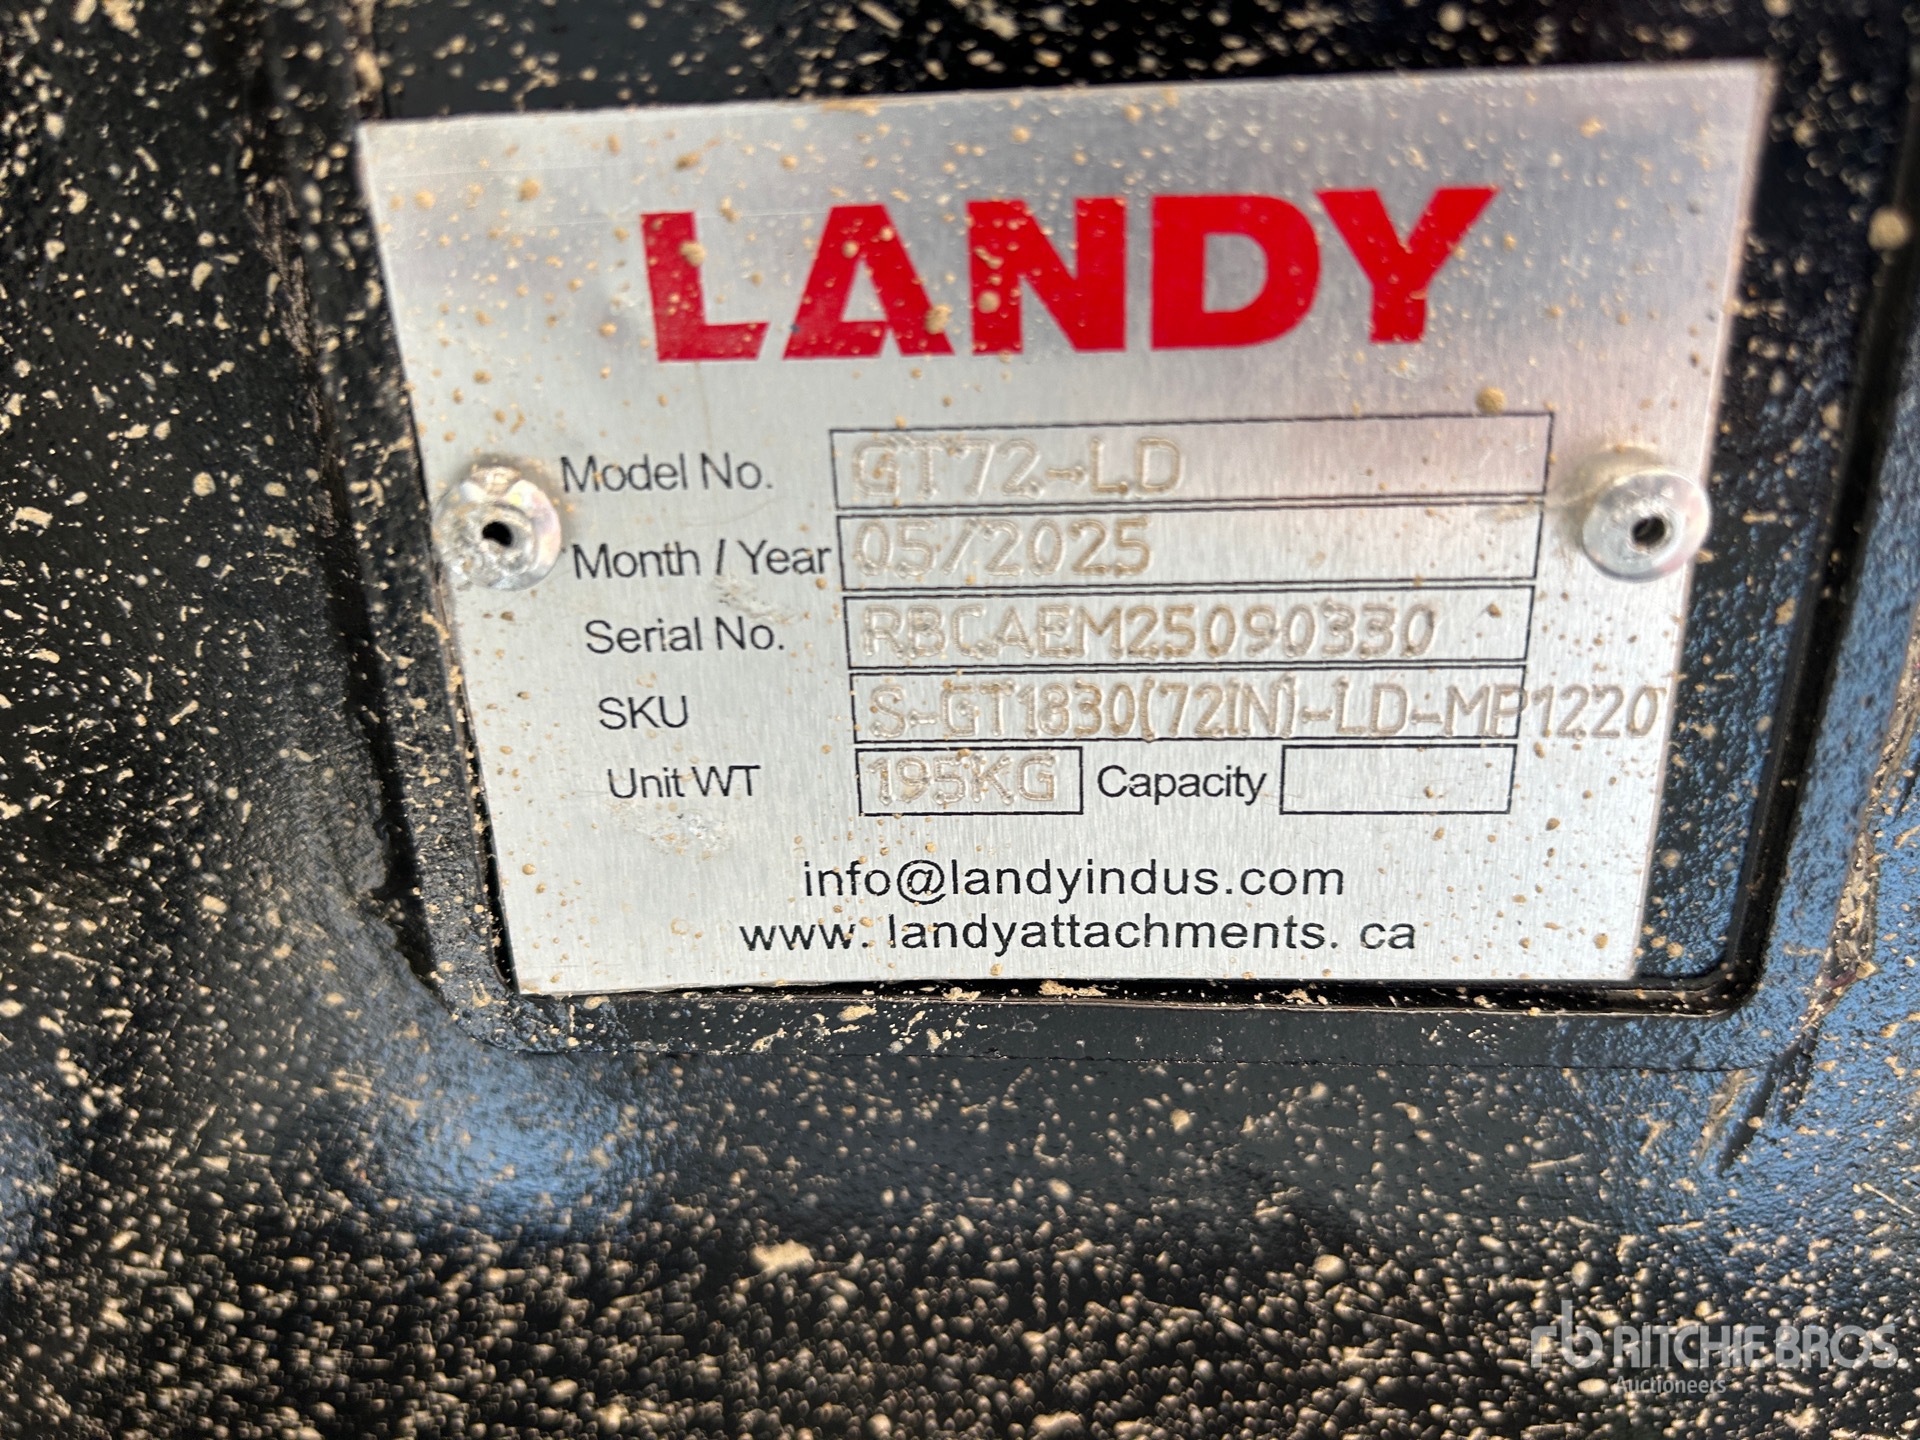 LANDY
Model No. GT72-LD
Month / Year 05/2025
Serial No. RBCAEM25090330
SKU S-GT1830(72IN)-LD-MP1220
Unit WT 195KG Capacity
info@landyindus.com
www. landyattachments. ca
rb RITCHIE BROS.
Auctioneers